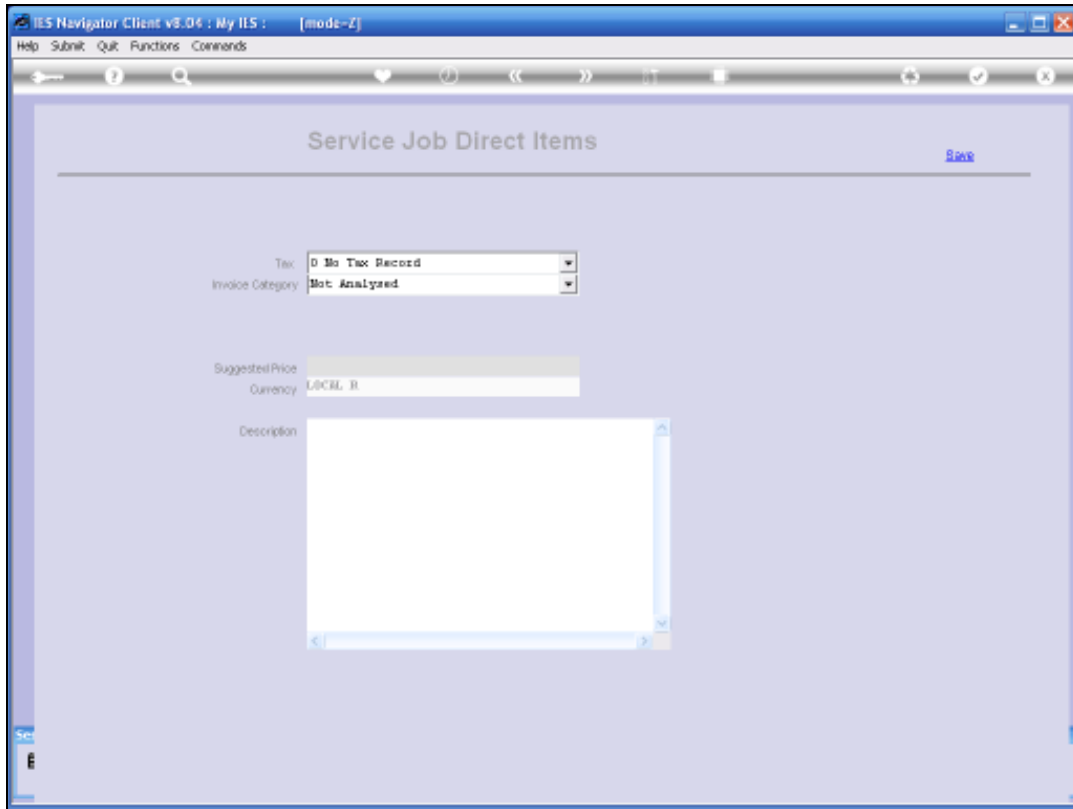 IES Navigator Client v8.04 : My IES : [mode=Z]
Help Submit Quit Functions Commands
Service Job Direct Items
Save
Tax 0 No Tax Record
Invoice Category Not Analysed
Suggested Price
Currency LOCAL R
Description